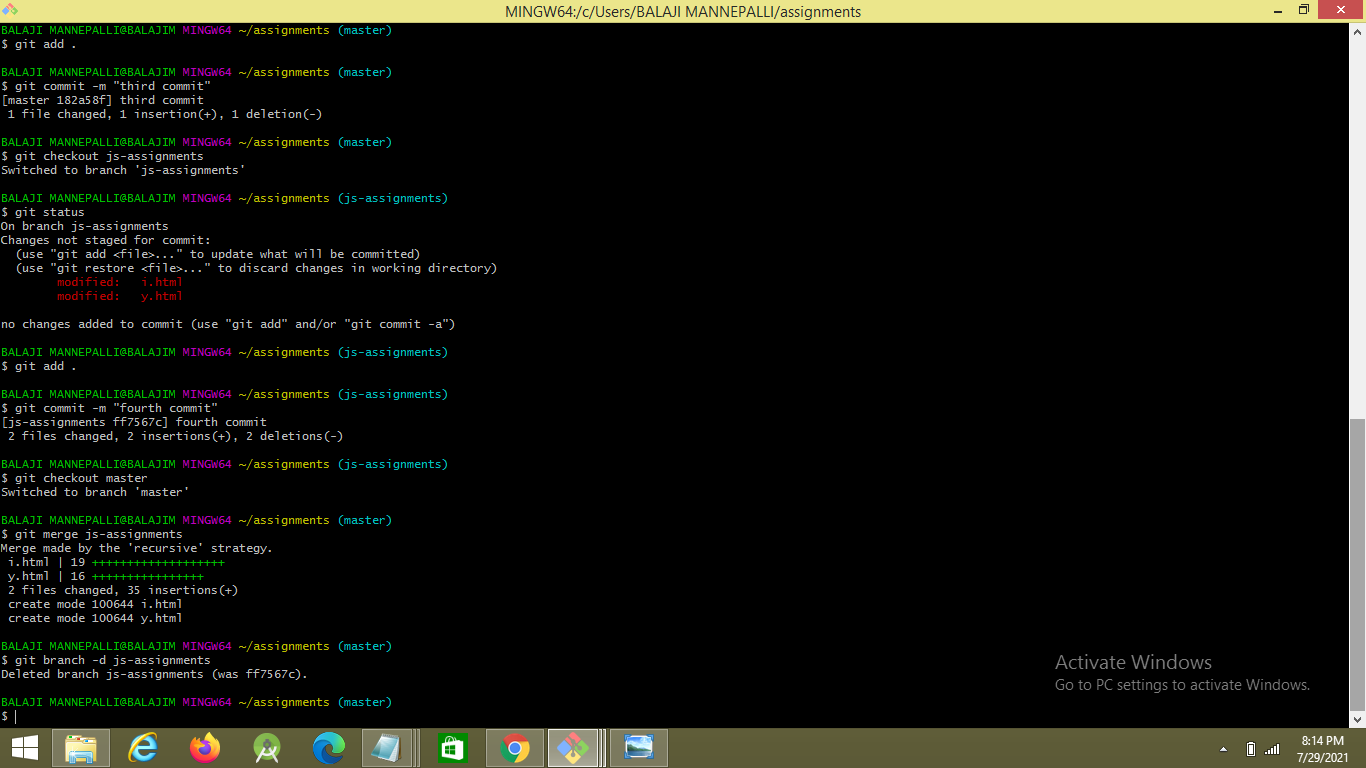 MINGW64:/c/Users/BALAJI MANNEPALLI/assignments
BALAJI MANNEPALLI@BALAJIM MINGW64 ~/assignments (master)
$ git add .
BALAJI MANNEPALLI@BALAJIM MINGW64 ~/assignments (master)
$ git commit -m "third commit"
[master 182a58f] third commit
 1 file changed, 1 insertion(+), 1 deletion(-)
BALAJI MANNEPALLI@BALAJIM MINGW64 ~/assignments (master)
$ git checkout js-assignments
Switched to branch 'js-assignments'
BALAJI MANNEPALLI@BALAJIM MINGW64 ~/assignments (js-assignments)
$ git status
On branch js-assignments
Changes not staged for commit:
  (use "git add <file>..." to update what will be committed)
  (use "git restore <file>..." to discard changes in working directory)
        modified:   i.html
        modified:   y.html
no changes added to commit (use "git add" and/or "git commit -a")
BALAJI MANNEPALLI@BALAJIM MINGW64 ~/assignments (js-assignments)
$ git add .
BALAJI MANNEPALLI@BALAJIM MINGW64 ~/assignments (js-assignments)
$ git commit -m "fourth commit"
[js-assignments ff7567c] fourth commit
 2 files changed, 2 insertions(+), 2 deletions(-)
BALAJI MANNEPALLI@BALAJIM MINGW64 ~/assignments (js-assignments)
$ git checkout master
Switched to branch 'master'
BALAJI MANNEPALLI@BALAJIM MINGW64 ~/assignments (master)
$ git merge js-assignments
Merge made by the 'recursive' strategy.
 i.html | 19 +++++++++++++++++++
 y.html | 16 ++++++++++++++++
 2 files changed, 35 insertions(+)
 create mode 100644 i.html
 create mode 100644 y.html
BALAJI MANNEPALLI@BALAJIM MINGW64 ~/assignments (master)
$ git branch -d js-assignments
Deleted branch js-assignments (was ff7567c).
BALAJI MANNEPALLI@BALAJIM MINGW64 ~/assignments (master)
$
Activate Windows
Go to PC settings to activate Windows.
8:14 PM
7/29/2021